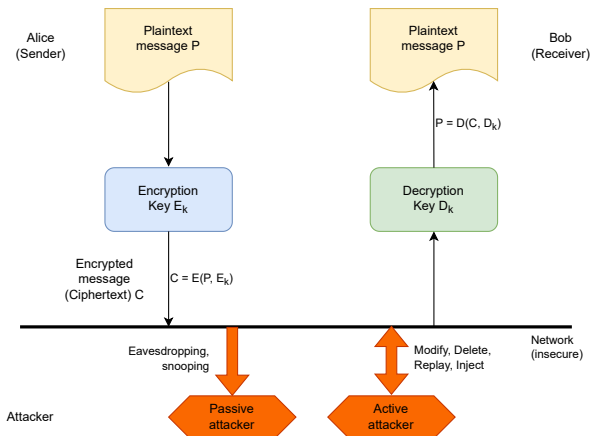 Alice
(Sender)
Plaintext
message P
Plaintext
message P
Bob
(Receiver)
P = D(C, Dk)
Encryption
Key Ek
Decryption
Key Dk
Encrypted
message
(Ciphertext) C
C = E(P, Ek)
Network
(insecure)
Eavesdropping,
snooping
Modify, Delete,
Replay, Inject
Attacker
Passive
attacker
Active
attacker